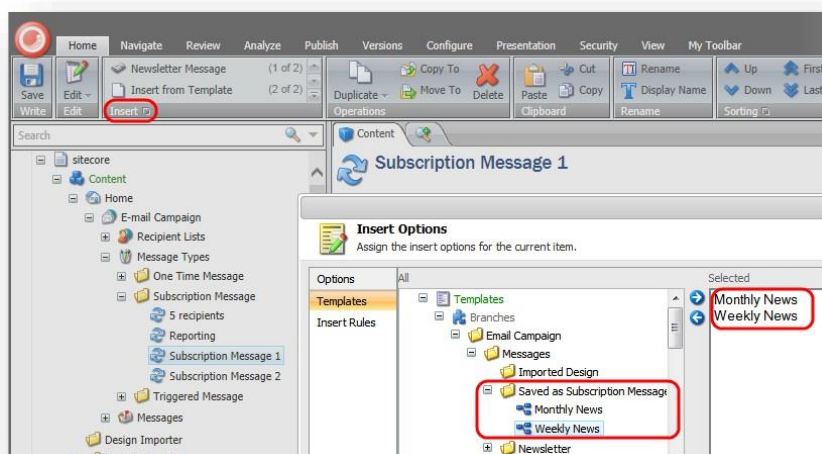 Home Navigate Review Analyze Publish Versions Configure Presentation Security View My Toolbar
Newsletter Message (1 of 2) Copy To Cut Rename Up First
Insert from Template (2 of 2) Move To Copy Display Name Down Last
Save Edit Duplicate Delete Paste
Write Edit Insert Operations Clipboard Rename Sorting
Search
Content
sitecore
Content
Home
E-mail Campaign
Recipient Lists
Message Types
One Time Message
Subscription Message
5 recipients
Reporting
Subscription Message 1
Subscription Message 2
Triggered Message
Messages
Design Importer
Subscription Message 1
Insert Options
Assign the insert options for the current item.
Options
Templates
Insert Rules
All
Templates
Branches
Email Campaign
Messages
Imported Design
Saved as Subscription Message
Monthly News
Weekly News
Newsletter
Selected
Monthly News
Weekly News